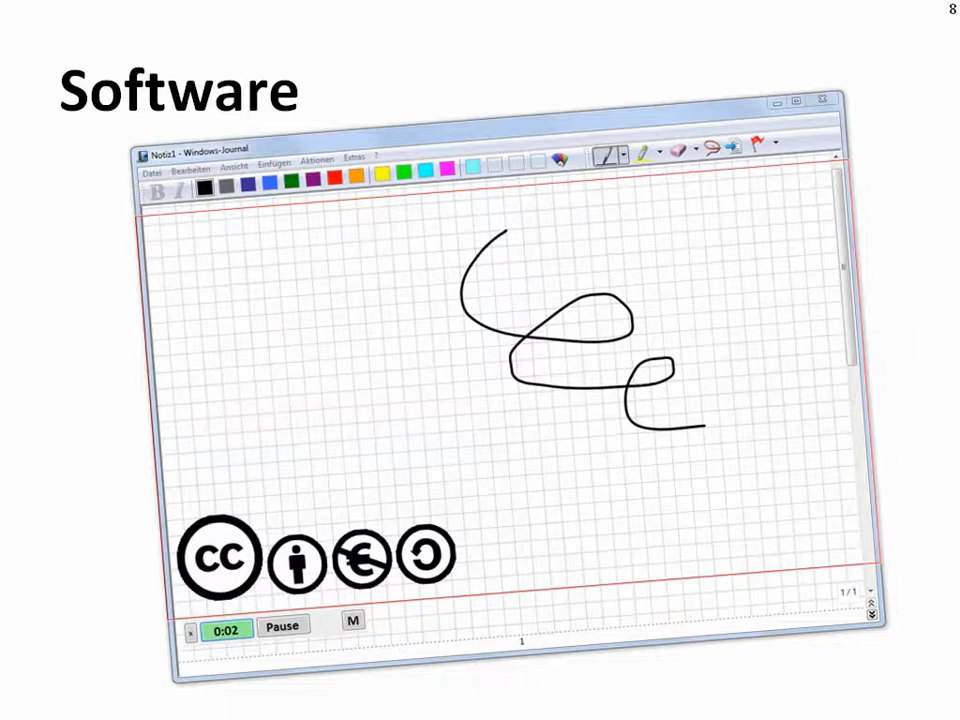 8
Software
Notiz1 - Windows-Journal
Datei Bearbeiten Ansicht Einfügen Aktionen Extras ?
B I
cc
1 / 1
x 0:02 Pause M
1